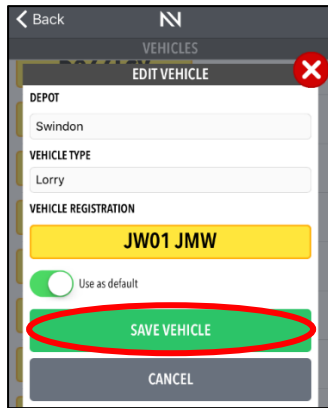 Back
VEHICLES
EDIT VEHICLE
DEPOT
Swindon
VEHICLE TYPE
Lorry
VEHICLE REGISTRATION
JW01 JMW
Use as default
SAVE VEHICLE
CANCEL